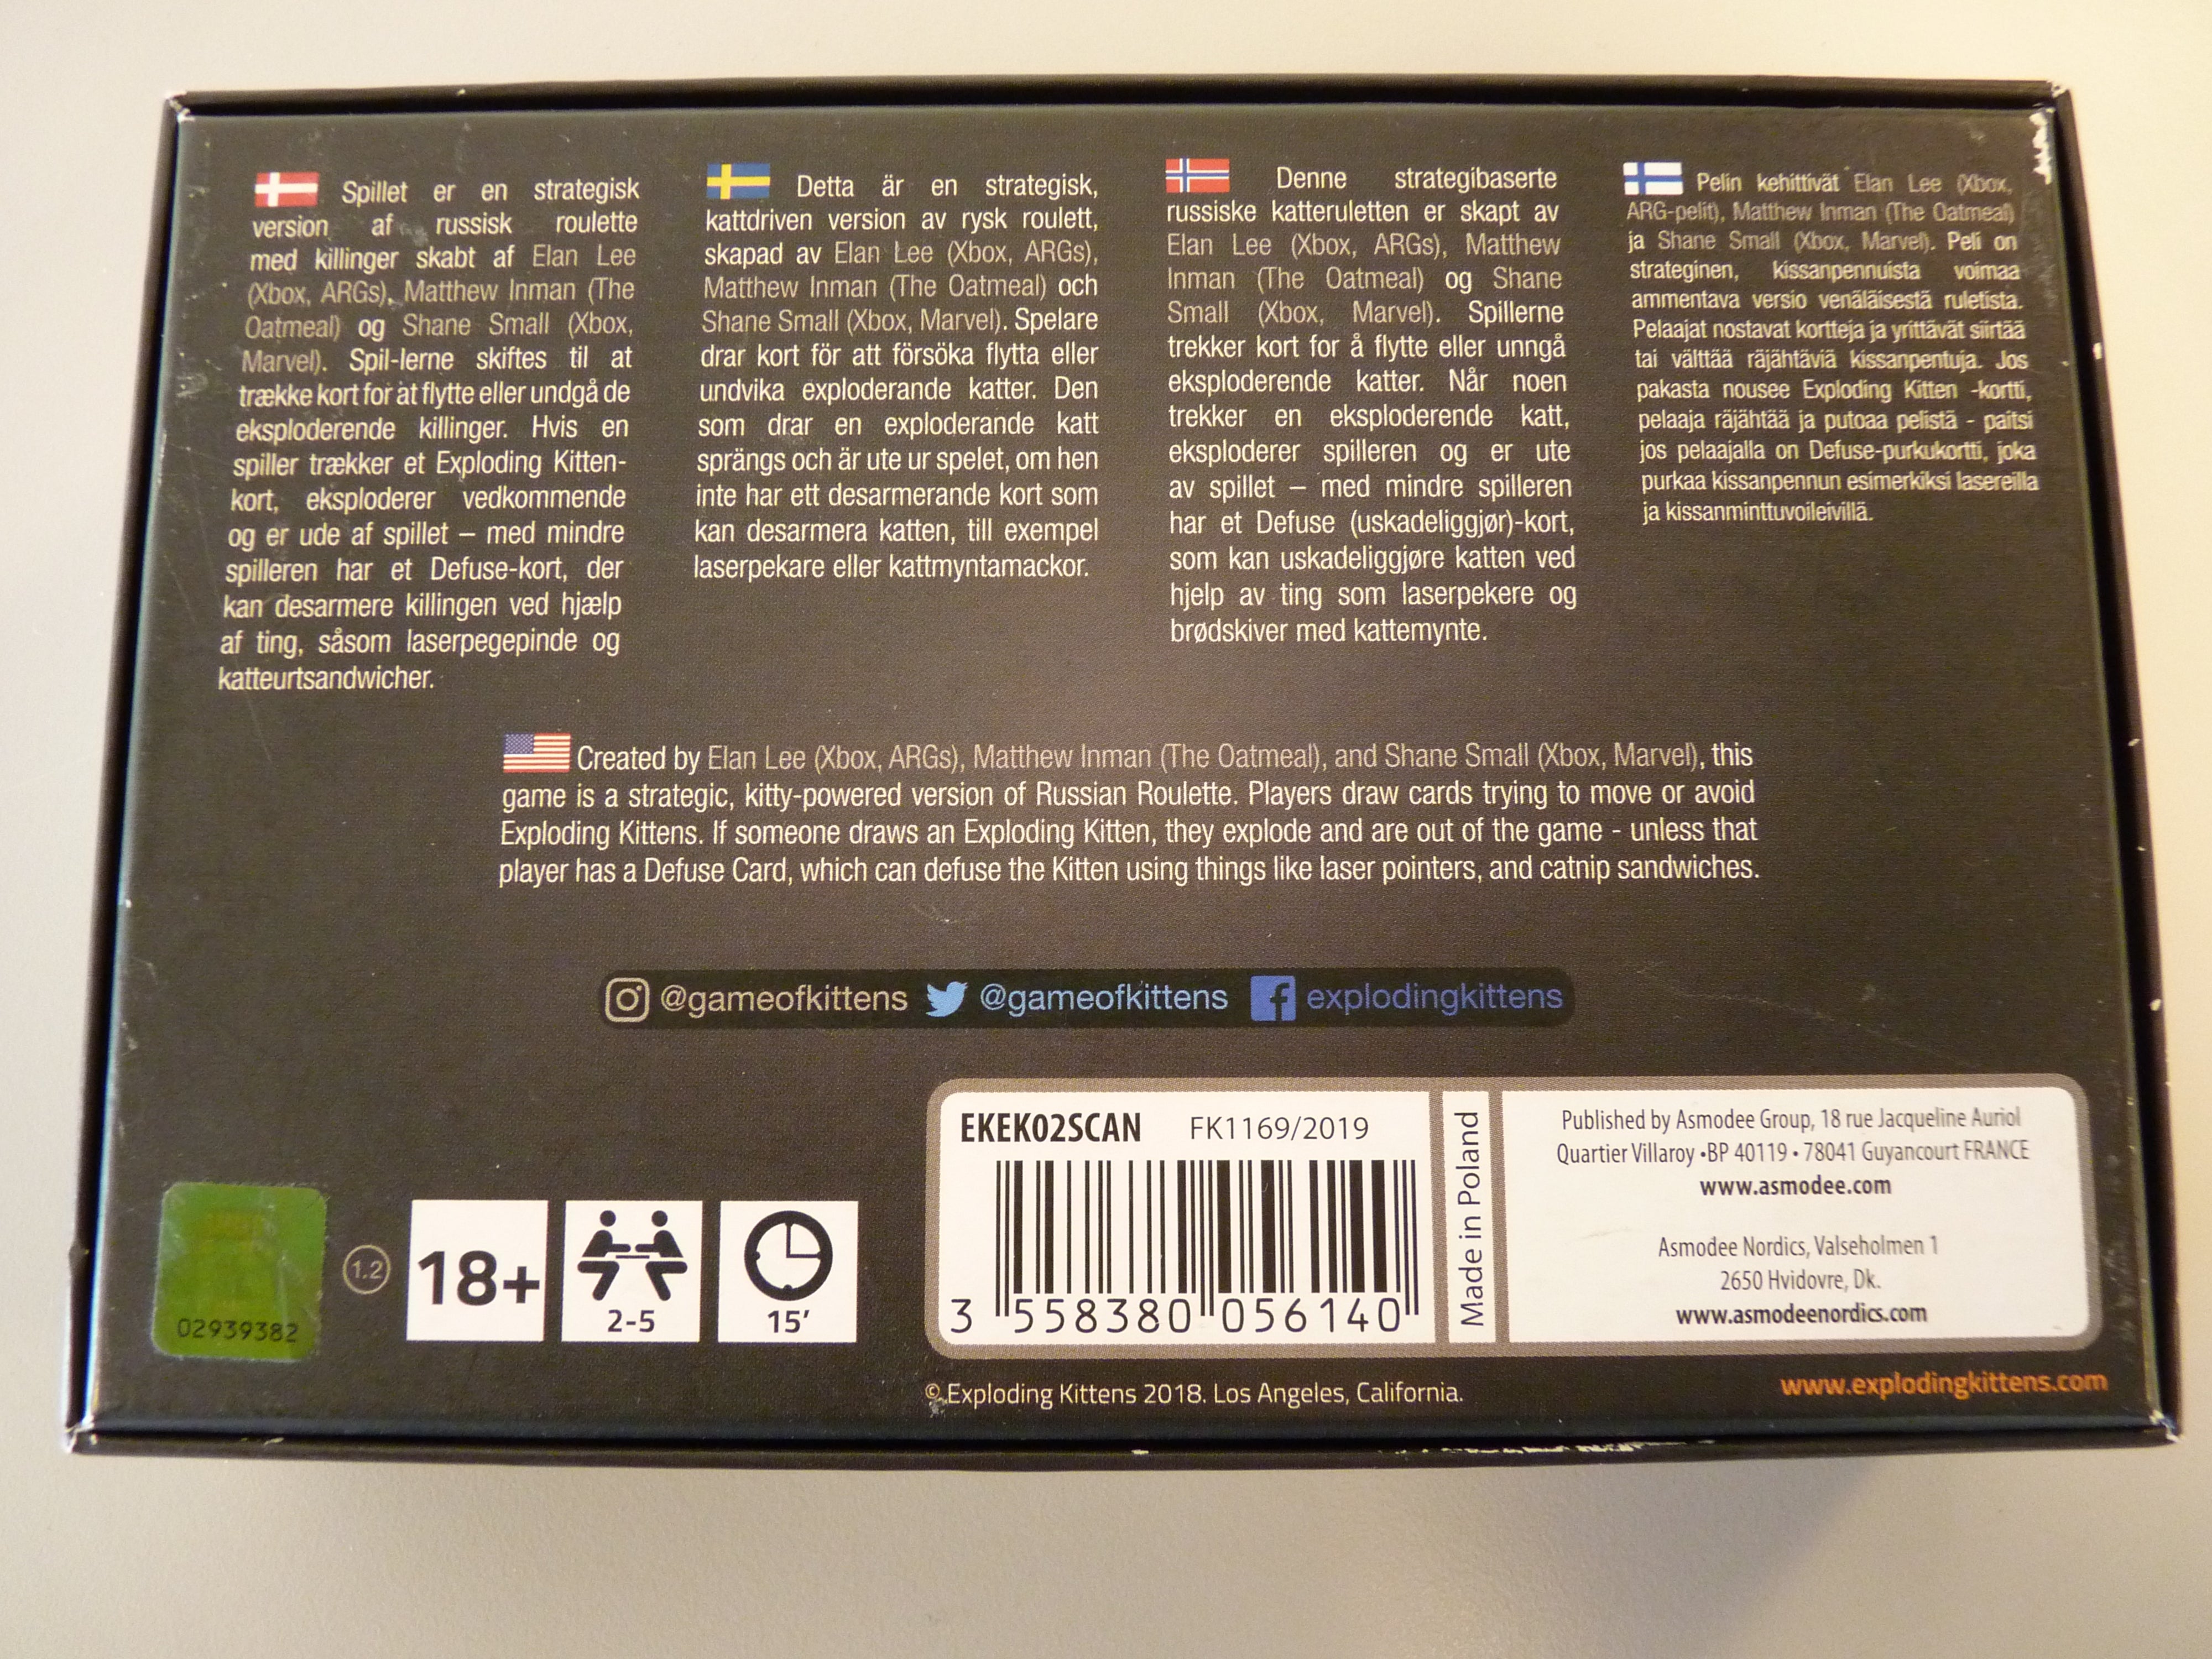 Spillet er en strategisk
version af russisk roulette
med killinger skabt af Elan Lee
(Xbox, ARGs), Matthew Inman (The
Oatmeal) og Shane Small (Xbox,
Marvel). Spil-lerne skiftes til at
trække kort for at flytte eller undgå de
eksploderende killinger. Hvis en
spiller trækker et Exploding Kitten-
kort, eksploderer vedkommende
og er ude af spillet – med mindre
spilleren har et Defuse-kort, der
kan desarmere killingen ved hjælp
af ting, såsom laserpegepinde og
katteurtsandwicher.
Detta är en strategisk,
kattdriven version av rysk roulett,
skapad av Elan Lee (Xbox, ARGs),
Matthew Inman (The Oatmeal) och
Shane Small (Xbox, Marvel). Spelare
drar kort för att försöka flytta eller
undvika exploderande katter. Den
som drar en exploderande katt
sprängs och är ute ur spelet, om hen
inte har ett desarmerande kort som
kan desarmera katten, till exempel
laserpekare eller kattmyntamackor.
Denne strategibaserte
russiske katteruletten er skapt av
Elan Lee (Xbox, ARGs), Matthew
Inman (The Oatmeal) og Shane
Small (Xbox, Marvel). Spillerne
trekker kort for å flytte eller unngå
eksploderende katter. Når noen
trekker en eksploderende katt,
eksploderer spilleren og er ute
av spillet – med mindre spilleren
har et Defuse (uskadeliggjør)-kort,
som kan uskadeliggjøre katten ved
hjelp av ting som laserpekere og
brødskiver med kattemynte.
Pelin kehittivät Elan Lee (Xbox,
ARG-pelit), Matthew Inman (The Oatmeal)
ja Shane Small (Xbox, Marvel). Peli on
strateginen, kissanpennuista voimaa
ammentava versio venäläisestä ruletista.
Pelaajat nostavat kortteja ja yrittävät siirtää
tai välttää räjähtäviä kissanpentuja. Jos
pakasta nousee Exploding Kitten -kortti,
pelaaja räjähtää ja putoaa pelistä - paitsi
jos pelaajalla on Defuse-purkukortti, joka
purkaa kissanpennun esimerkiksi lasereilla
ja kissanminttuvoileivillä.
Created by Elan Lee (Xbox, ARGs), Matthew Inman (The Oatmeal), and Shane Small (Xbox, Marvel), this
game is a strategic, kitty-powered version of Russian Roulette. Players draw cards trying to move or avoid
Exploding Kittens. If someone draws an Exploding Kitten, they explode and are out of the game - unless that
player has a Defuse Card, which can defuse the Kitten using things like laser pointers, and catnip sandwiches.
@gameofkittens @gameofkittens explodingkittens
02939382
1.2
18+
2-5
15’
EKEK02SCAN FK1169/2019
3 558380 056140
Made in Poland
Published by Asmodee Group, 18 rue Jacqueline Auriol
Quartier Villaroy •BP 40119 • 78041 Guyancourt FRANCE
www.asmodee.com
Asmodee Nordics, Valseholmen 1
2650 Hvidovre, Dk.
www.asmodeenordics.com
© Exploding Kittens 2018. Los Angeles, California.
www.explodingkittens.com